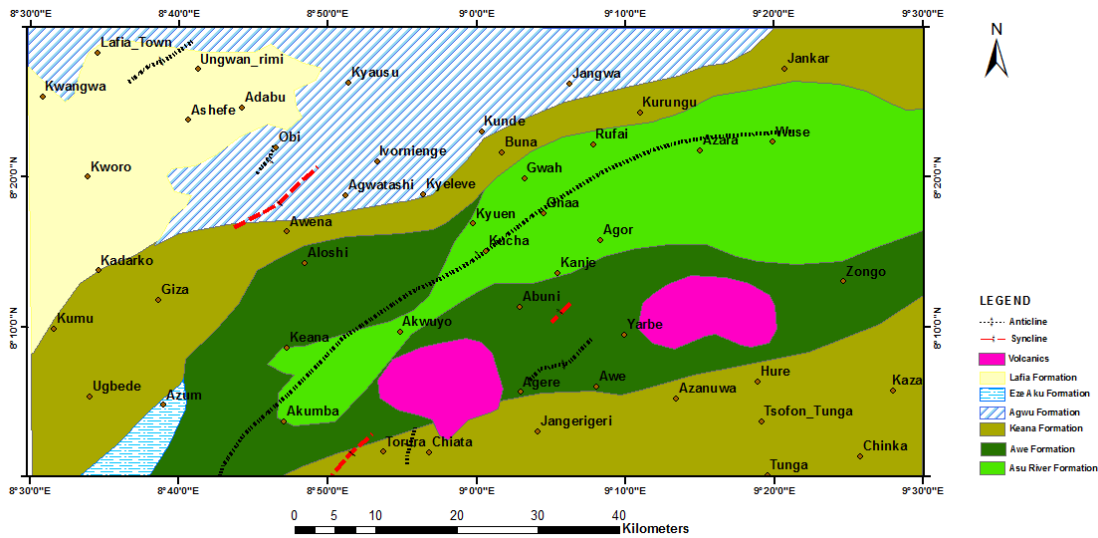 8°30'0"E 8°40'0"E 8°50'0"E 9°0'0"E 9°10'0"E 9°20'0"E 9°30'0"E
N
Lafia_Town
Ungwan_rimi
Jankar
Kwangwa
Kyausu
Jangwa
Adabu
Kurungu
Ashefe
Kunde
Obi
Buna
Rufai
Azara
Wuse
Ivornienge
Kworo
Gwah
8°20'0"N 8°20'0"N
Agwatashi
Kyeleve
Kyuen
Ghaa
Awena
Agor
Kucha
Aloshi
Kadarko
Kanje
Zongo
Giza
Abuni
LEGEND
Kumu
Akwuyo
Yarbe
8°10'0"N 8°10'0"N
Anticline
Keana
Syncline
Volcanics
Hure
Lafia Formation
Ugbede
Azum
Agere
Awe
Azanuwa
Kaza
Eze Aku Formation
Akumba
Tsofon_Tunga
Agwu Formation
Jangerigeri
Keana Formation
Torura
Chiata
Chinka
Awe Formation
Tunga
Asu River Formation
8°30'0"E 8°40'0"E 8°50'0"E 9°0'0"E 9°10'0"E 9°20'0"E 9°30'0"E
0 5 10 20 30 40
Kilometers